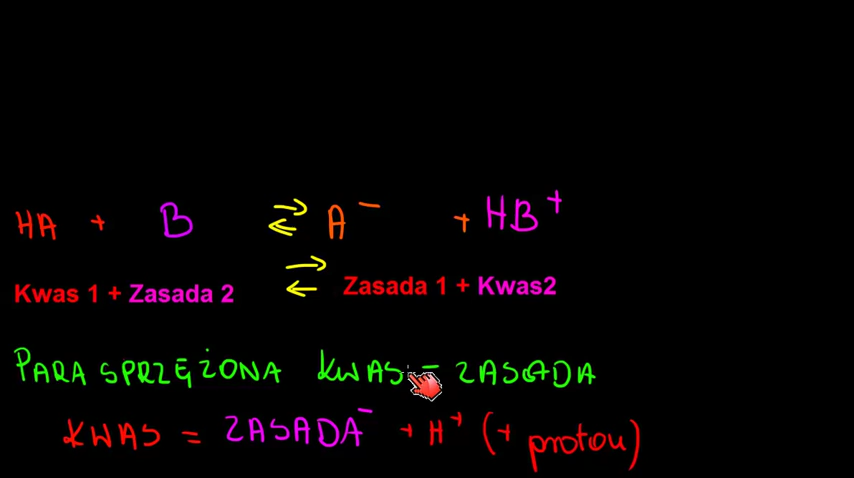 HA + B ⇌ A⁻ + HB⁺
Kwas 1 + Zasada 2 ⇌ Zasada 1 + Kwas2
PARA SPRZĘŻONA KWAS - ZASADA
KWAS = ZASADA⁻ + H⁺ (+ proton)